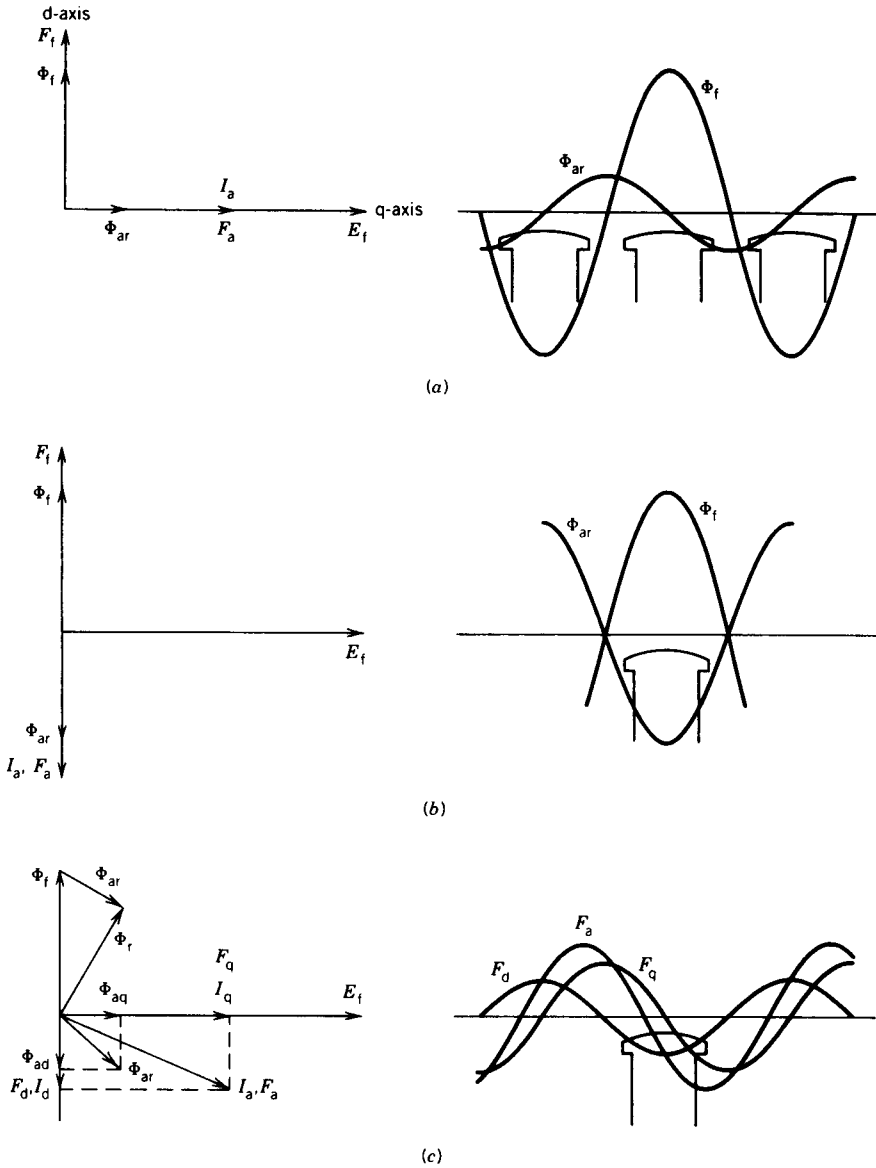 d-axis
F_f
Φ_f
I_a
q-axis
Φ_ar
F_a
E_f
Φ_f
Φ_ar
(a)
F_f
Φ_f
E_f
Φ_ar
I_a, F_a
Φ_ar
Φ_f
(b)
Φ_f
Φ_ar
Φ_r
F_q
Φ_aq
I_q
E_f
Φ_ad
Φ_ar
F_d, I_d
I_a, F_a
F_a
F_d
F_q
(c)